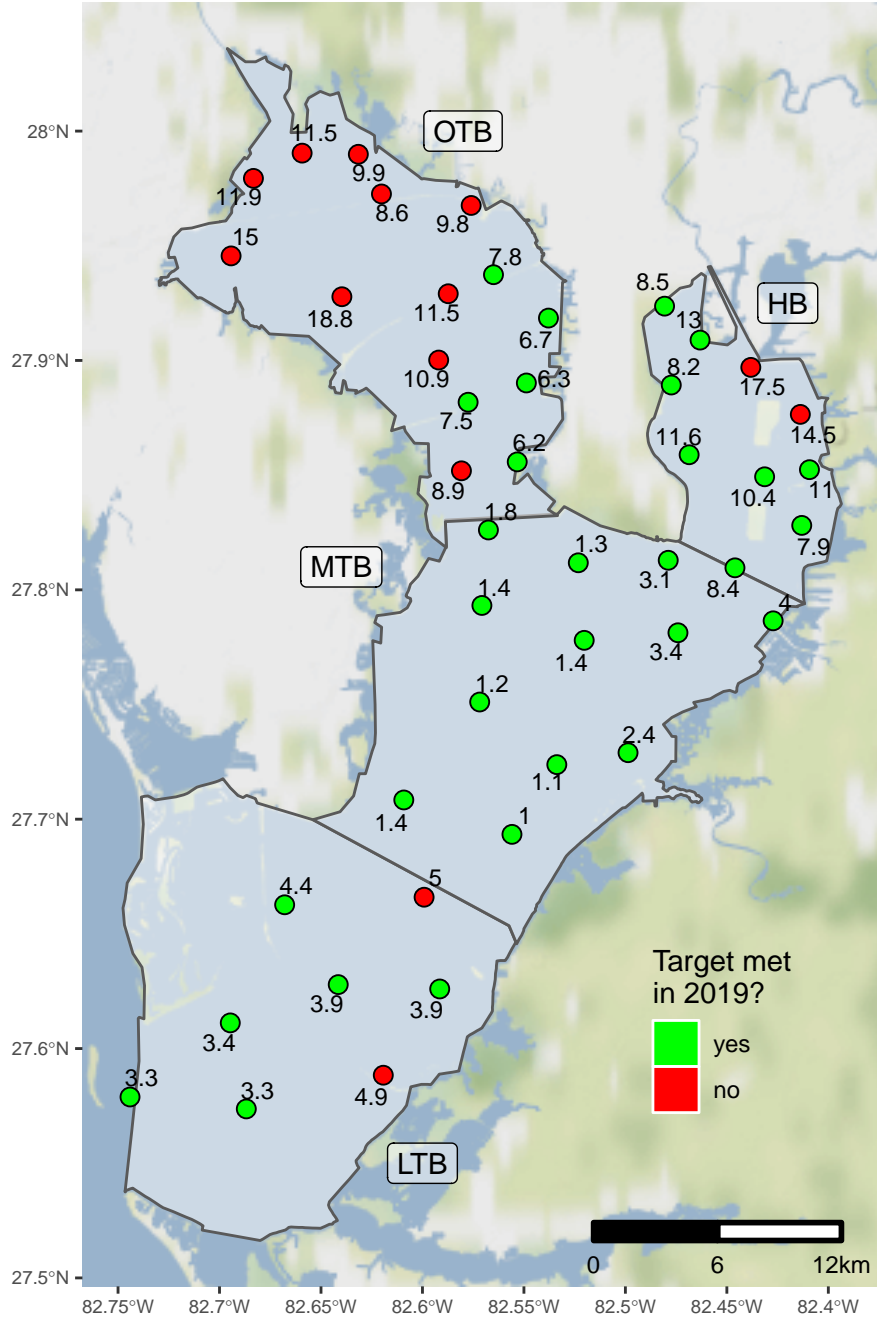 28°N
27.9°N
27.8°N
27.7°N
27.6°N
27.5°N
OTB
11.5
9.9
11.9
8.6
9.8
15
7.8
18.8
11.5
6.7
10.9
6.3
7.5
6.2
8.9
HB
8.5
13
8.2
17.5
14.5
11.6
11
10.4
7.9
MTB
1.8
1.3
3.1
8.4
4
1.4
1.4
3.4
1.2
2.4
1.1
1.4
1
5
4.4
3.9
3.9
3.4
3.3
3.3
4.9
LTB
Target met
in 2019?
yes
no
0 6 12km
82.75°W 82.7°W 82.65°W 82.6°W 82.55°W 82.5°W 82.45°W 82.4°W